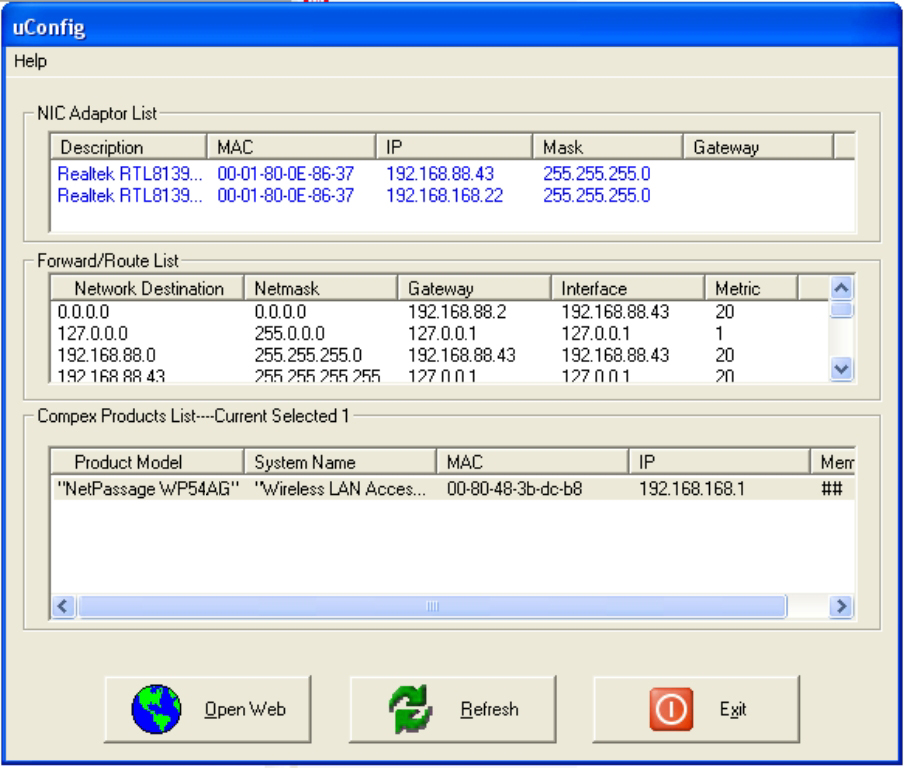 uConfig
Help
NIC Adaptor List
Description MAC IP Mask Gateway
Realtek RTL8139... 00-01-80-0E-86-37 192.168.88.43 255.255.255.0
Realtek RTL8139... 00-01-80-0E-86-37 192.168.168.22 255.255.255.0
Forward/Route List
Network Destination Netmask Gateway Interface Metric
0.0.0.0 0.0.0.0 192.168.88.2 192.168.88.43 20
127.0.0.0 255.0.0.0 127.0.0.1 127.0.0.1 1
192.168.88.0 255.255.255.0 192.168.88.43 192.168.88.43 20
192.168.88.43 255.255.255.255 127.0.0.1 127.0.0.1 20
Compex Products List----Current Selected 1
Product Model System Name MAC IP Mem
"NetPassage WP54AG" "Wireless LAN Acces... 00-80-48-3b-dc-b8 192.168.168.1 ##
Open Web Refresh Exit